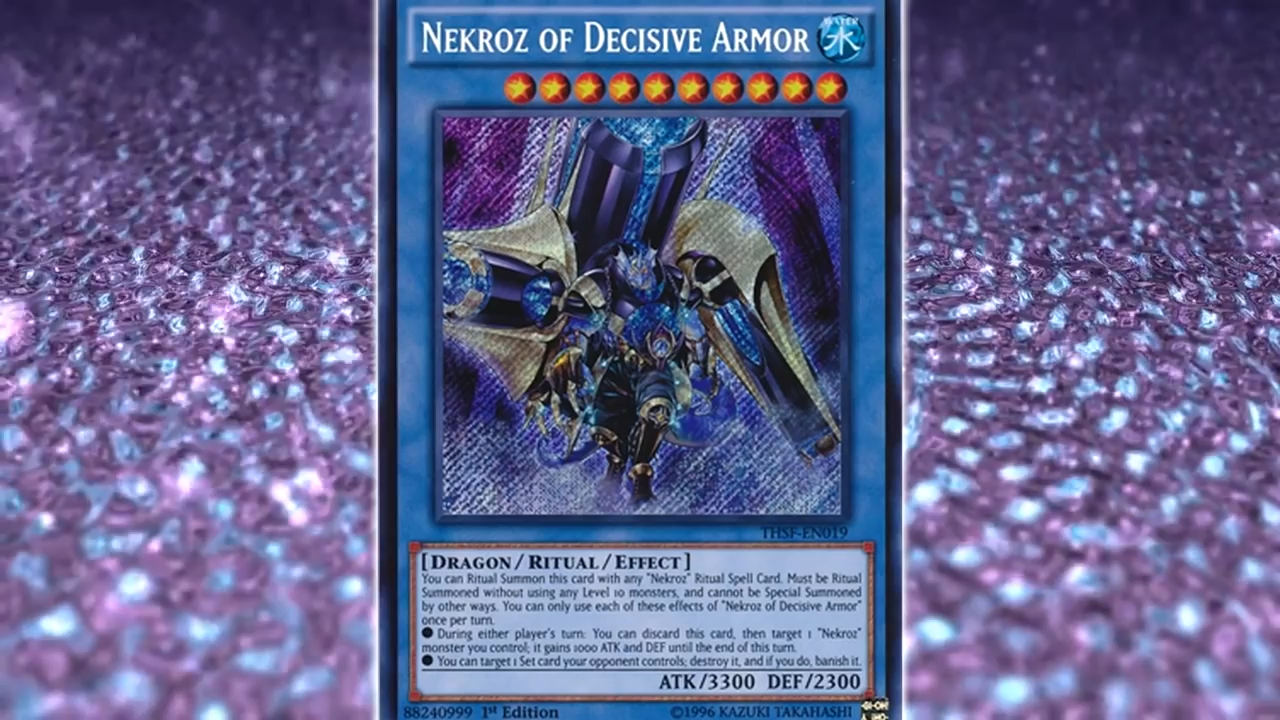 NEKROZ OF DECISIVE ARMOR
WATER
水
THSF-EN019
[DRAGON/RITUAL/EFFECT]
You can Ritual Summon this card with any "Nekroz" Ritual Spell Card. Must be Ritual
Summoned without using any Level 10 monsters, and cannot be Special Summoned
by other ways. You can only use each of these effects of "Nekroz of Decisive Armor"
once per turn.
● During either player's turn: You can discard this card, then target 1 "Nekroz"
monster you control; it gains 1000 ATK and DEF until the end of this turn.
● You can target 1 Set card your opponent controls; destroy it, and if you do, banish it.
ATK/3300 DEF/2300
88240999 1st Edition ©1996 KAZUKI TAKAHASHI